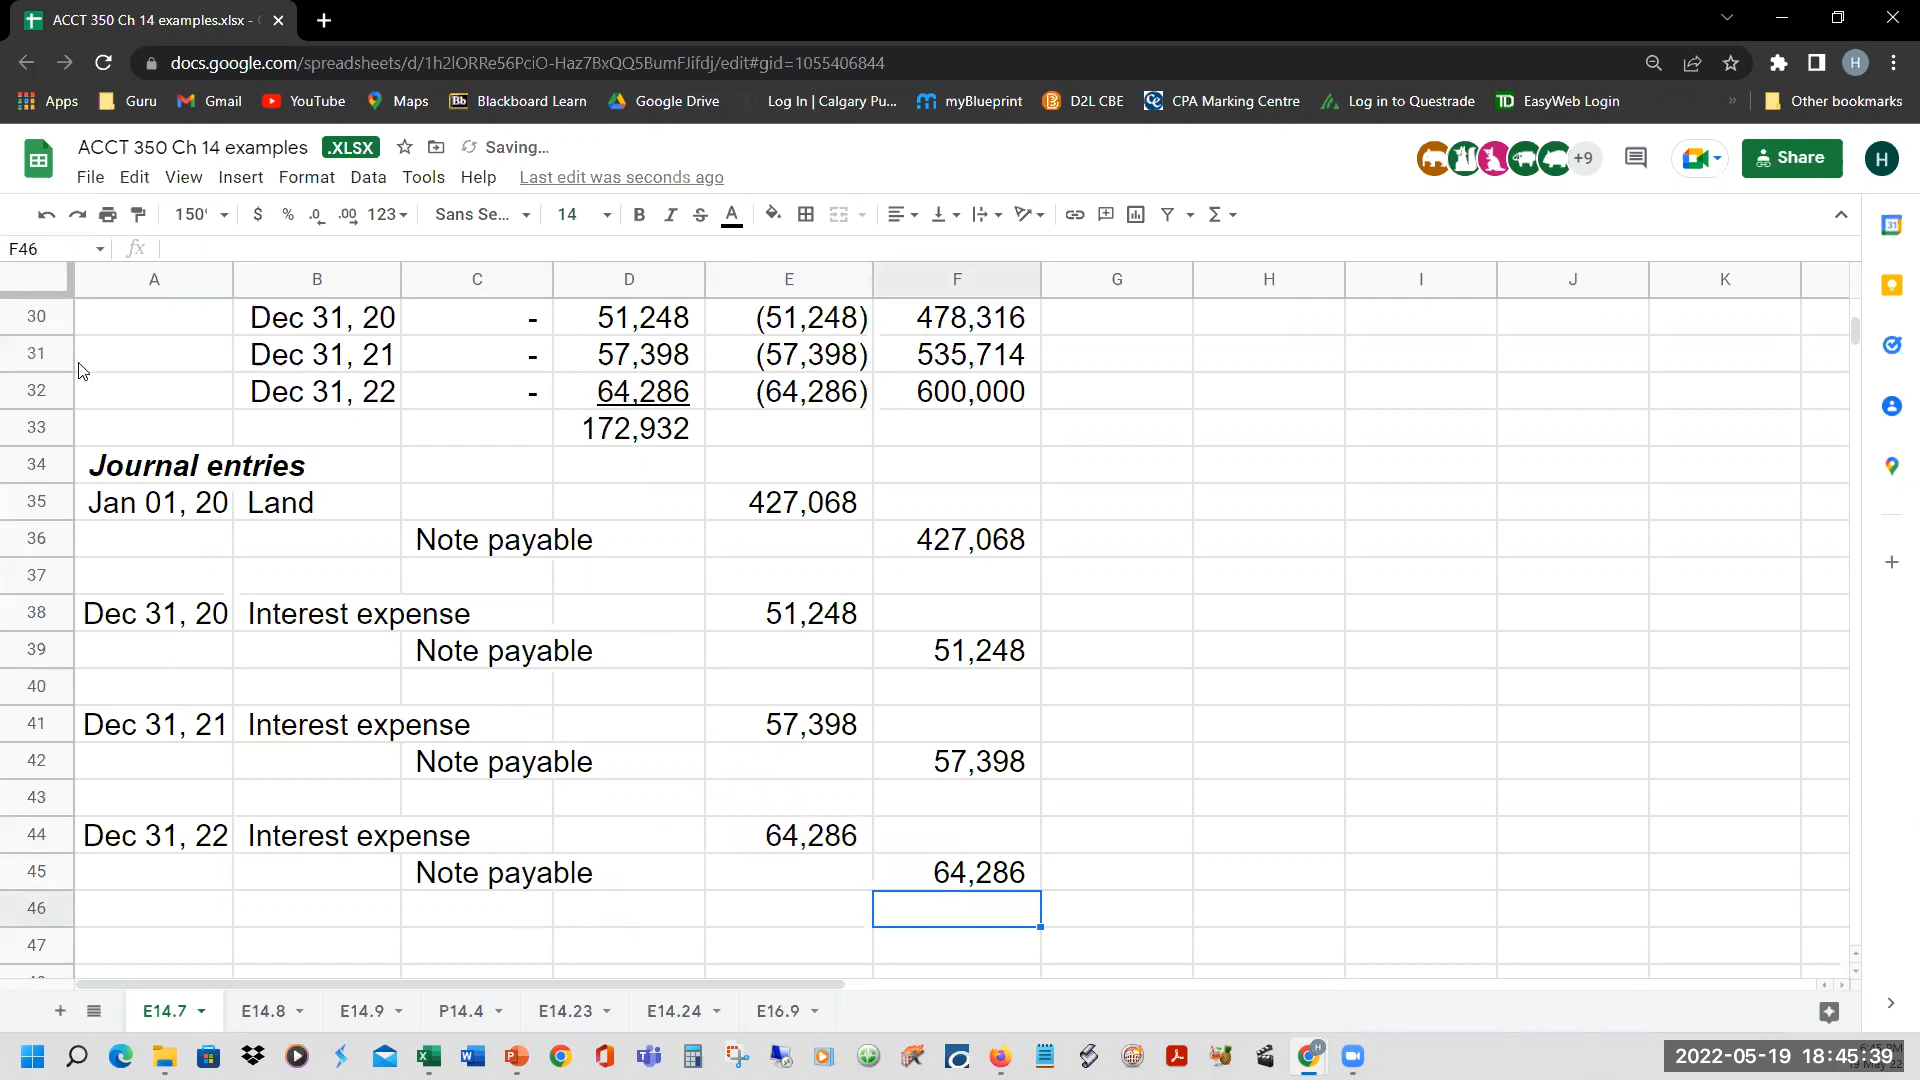 ACCT 350 Ch 14 examples.xlsx -
docs.google.com/spreadsheets/d/1h2lORRe56PciO-Haz7BxQQ5BumFJifdj/edit#gid=1055406844
H
Apps Guru Gmail YouTube Maps Blackboard Learn Google Drive Log In | Calgary Pu... myBlueprint D2L CBE CPA Marking Centre Log in to Questrade EasyWeb Login » Other bookmarks
ACCT 350 Ch 14 examples .XLSX Saving... +9 Share H
File Edit View Insert Format Data Tools Help Last edit was seconds ago
150% $ % .0 .00 123 Sans Se... 14 B I S A
F46 fx
A B C D E F G H I J K
30 Dec 31, 20 - 51,248 (51,248) 478,316
31 Dec 31, 21 - 57,398 (57,398) 535,714
32 Dec 31, 22 - 64,286 (64,286) 600,000
33 172,932
34 Journal entries
35 Jan 01, 20 Land 427,068
36 Note payable 427,068
37
38 Dec 31, 20 Interest expense 51,248
39 Note payable 51,248
40
41 Dec 31, 21 Interest expense 57,398
42 Note payable 57,398
43
44 Dec 31, 22 Interest expense 64,286
45 Note payable 64,286
46
47
E14.7 E14.8 E14.9 P14.4 E14.23 E14.24 E16.9
2022-05-19 18:45:39